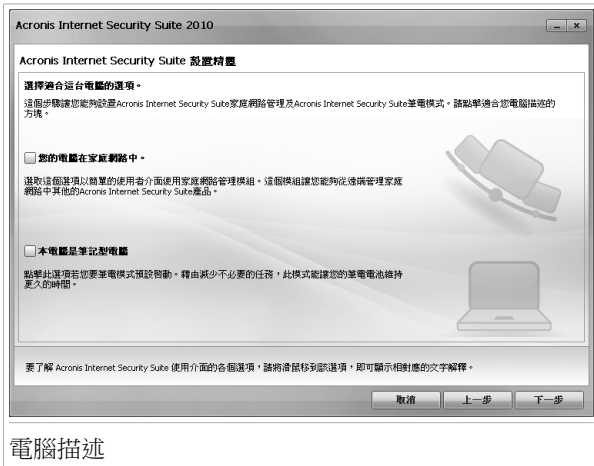 Acronis Internet Security Suite 2010
Acronis Internet Security Suite 設置精靈
選擇適合這台電腦的選項。
這個步驟讓您能夠設置Acronis Internet Security Suite家庭網路管理及Acronis Internet Security Suite筆電模式。請點擊適合您電腦描述的
方塊。
您的電腦在家庭網路中。
選取這個選項以簡單的使用者介面使用家庭網路管理模組。這個模組讓您能夠從遠端管理家庭
網路中其他的Acronis Internet Security Suite產品。
本電腦是筆記型電腦
點擊此選項若您要筆電模式預設啟動。藉由減少不必要的任務，此模式能讓您的筆電電池維持
更久的時間。
要了解 Acronis Internet Security Suite 使用介面的各個選項，請將滑鼠移到該選項，即可顯示相對應的文字解釋。
取消 上一步 下一步
電腦描述